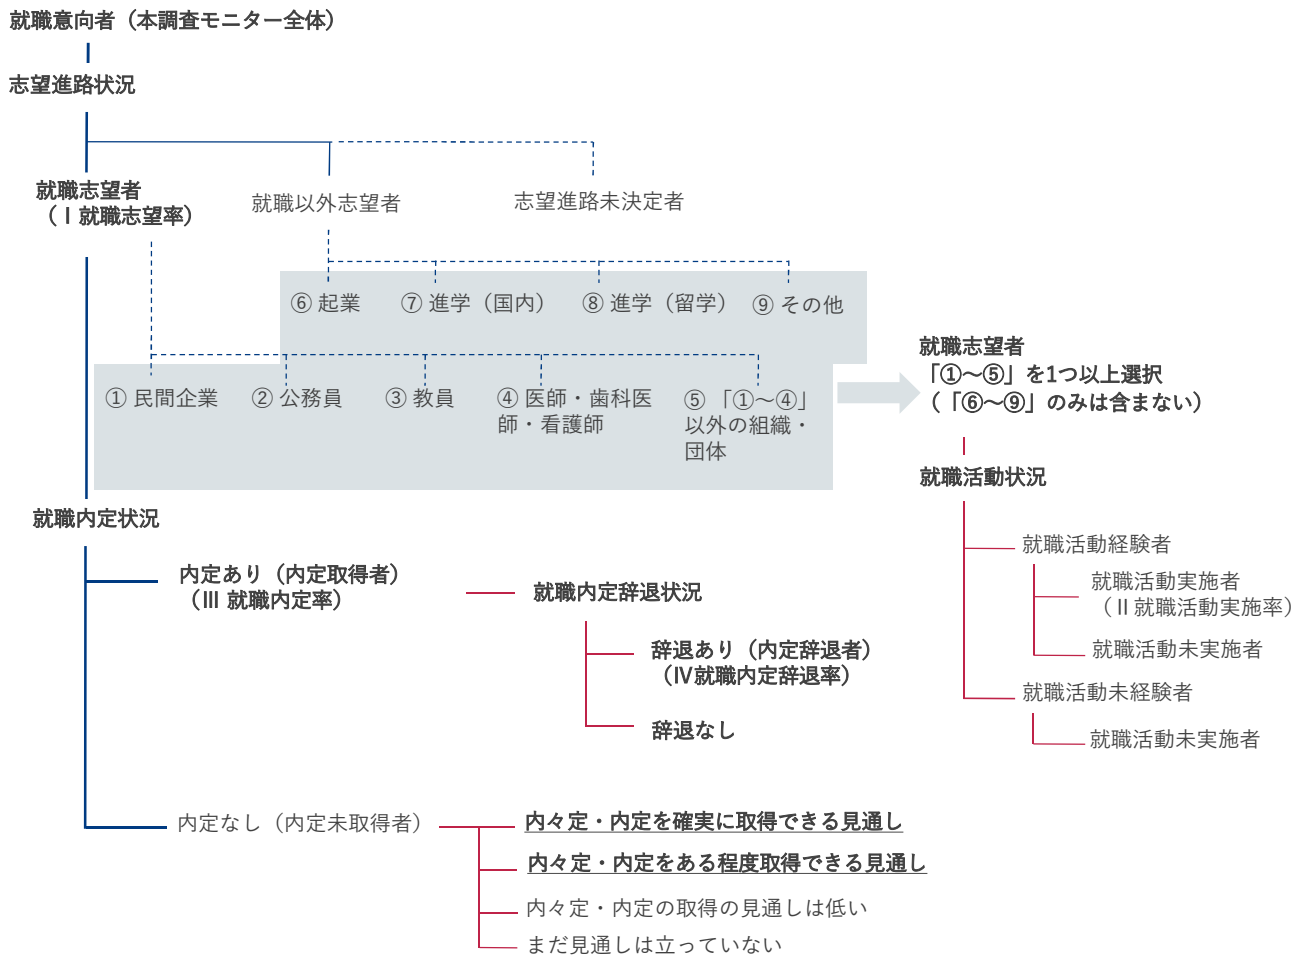 就職意向者（本調査モニター全体）
志望進路状況
就職志望者
（Ⅰ就職志望率）
就職以外志望者
志望進路未決定者
⑥ 起業
⑦ 進学（国内）
⑧ 進学（留学）
⑨ その他
① 民間企業
② 公務員
③ 教員
④ 医師・歯科医
師・看護師
⑤ 「①～④」
以外の組織・
団体
就職志望者
「①～⑤」を1つ以上選択
（「⑥～⑨」のみは含まない）
就職活動状況
就職活動経験者
就職活動実施者
（Ⅱ就職活動実施率）
就職活動未実施者
就職活動未経験者
就職活動未実施者
就職内定状況
内定あり（内定取得者）
（Ⅲ 就職内定率）
就職内定辞退状況
辞退あり（内定辞退者）
（Ⅳ就職内定辞退率）
辞退なし
内定なし（内定未取得者）
内々定・内定を確実に取得できる見通し
内々定・内定をある程度取得できる見通し
内々定・内定の取得の見通しは低い
まだ見通しは立っていない